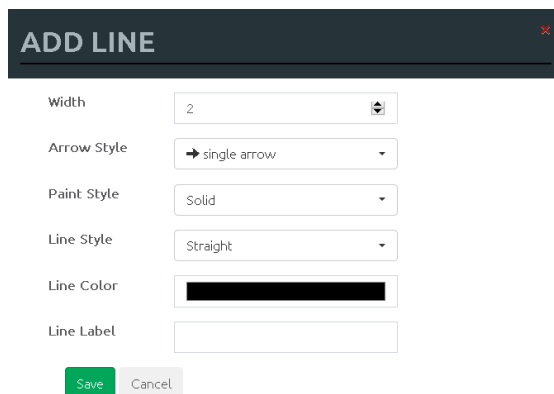 ADD LINE
Width 2
Arrow Style single arrow
Paint Style Solid
Line Style Straight
Line Color
Line Label
Save Cancel